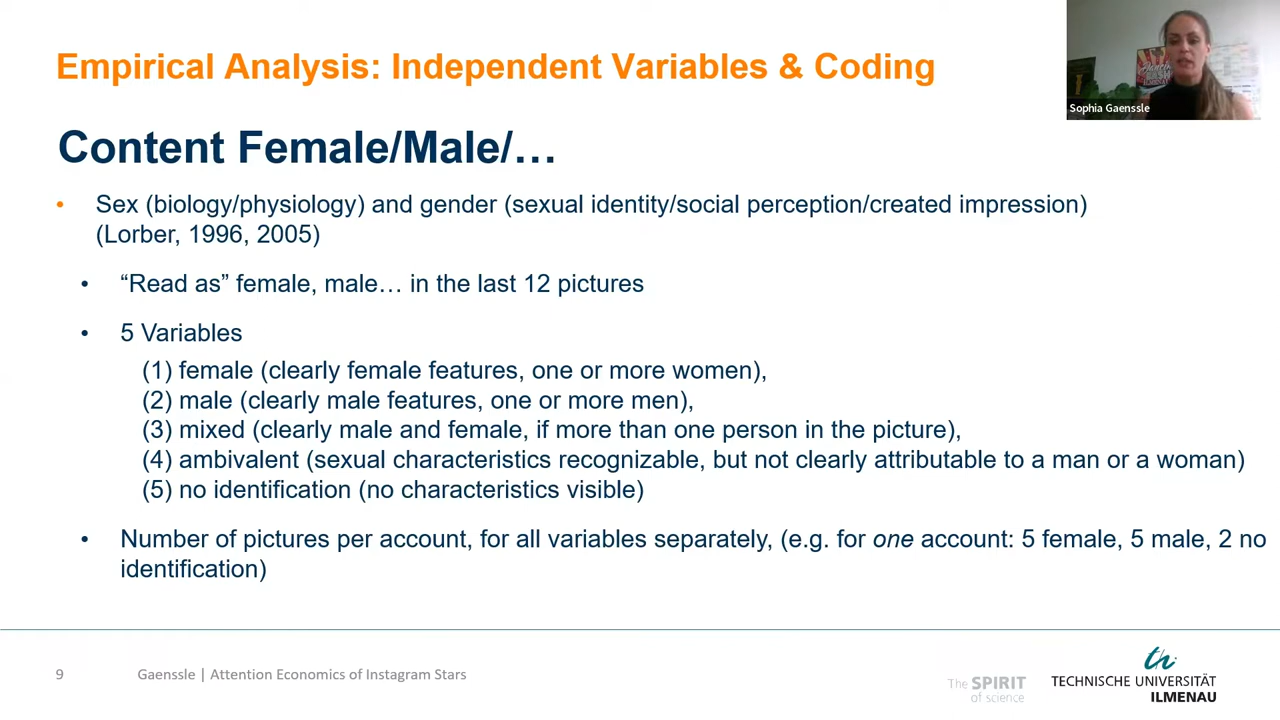 Empirical Analysis: Independent Variables & Coding
Sophia Gaenssle
Content Female/Male/…
• Sex (biology/physiology) and gender (sexual identity/social perception/created impression)
(Lorber, 1996, 2005)
• “Read as” female, male… in the last 12 pictures
• 5 Variables
(1) female (clearly female features, one or more women),
(2) male (clearly male features, one or more men),
(3) mixed (clearly male and female, if more than one person in the picture),
(4) ambivalent (sexual characteristics recognizable, but not clearly attributable to a man or a woman)
(5) no identification (no characteristics visible)
• Number of pictures per account, for all variables separately, (e.g. for one account: 5 female, 5 male, 2 no
identification)
9
Gaenssle | Attention Economics of Instagram Stars
The SPIRIT
of science
th
TECHNISCHE UNIVERSITÄT
ILMENAU